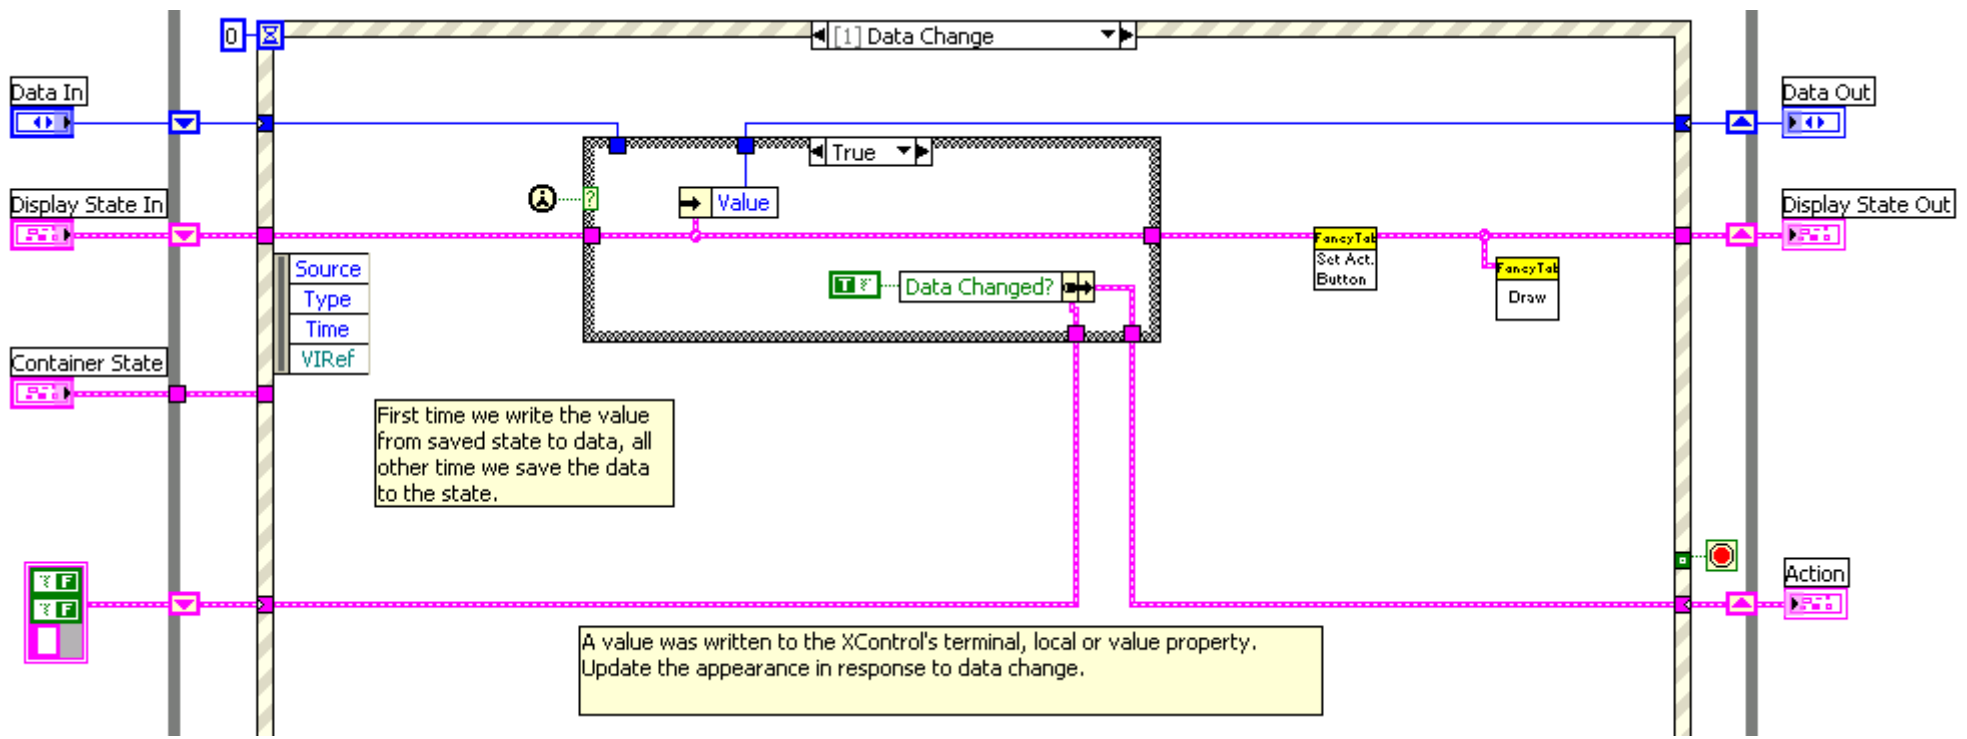 0
[1] Data Change
Data In
Data Out
True
?
Value
Display State In
Display State Out
FancyTab
Set Act.
Button
FancyTab
Draw
Source
Type
Time
VIRef
T
Data Changed?
Container State
First time we write the value
from saved state to data, all
other time we save the data
to the state.
F
F
Action
A value was written to the XControl's terminal, local or value property.
Update the appearance in response to data change.